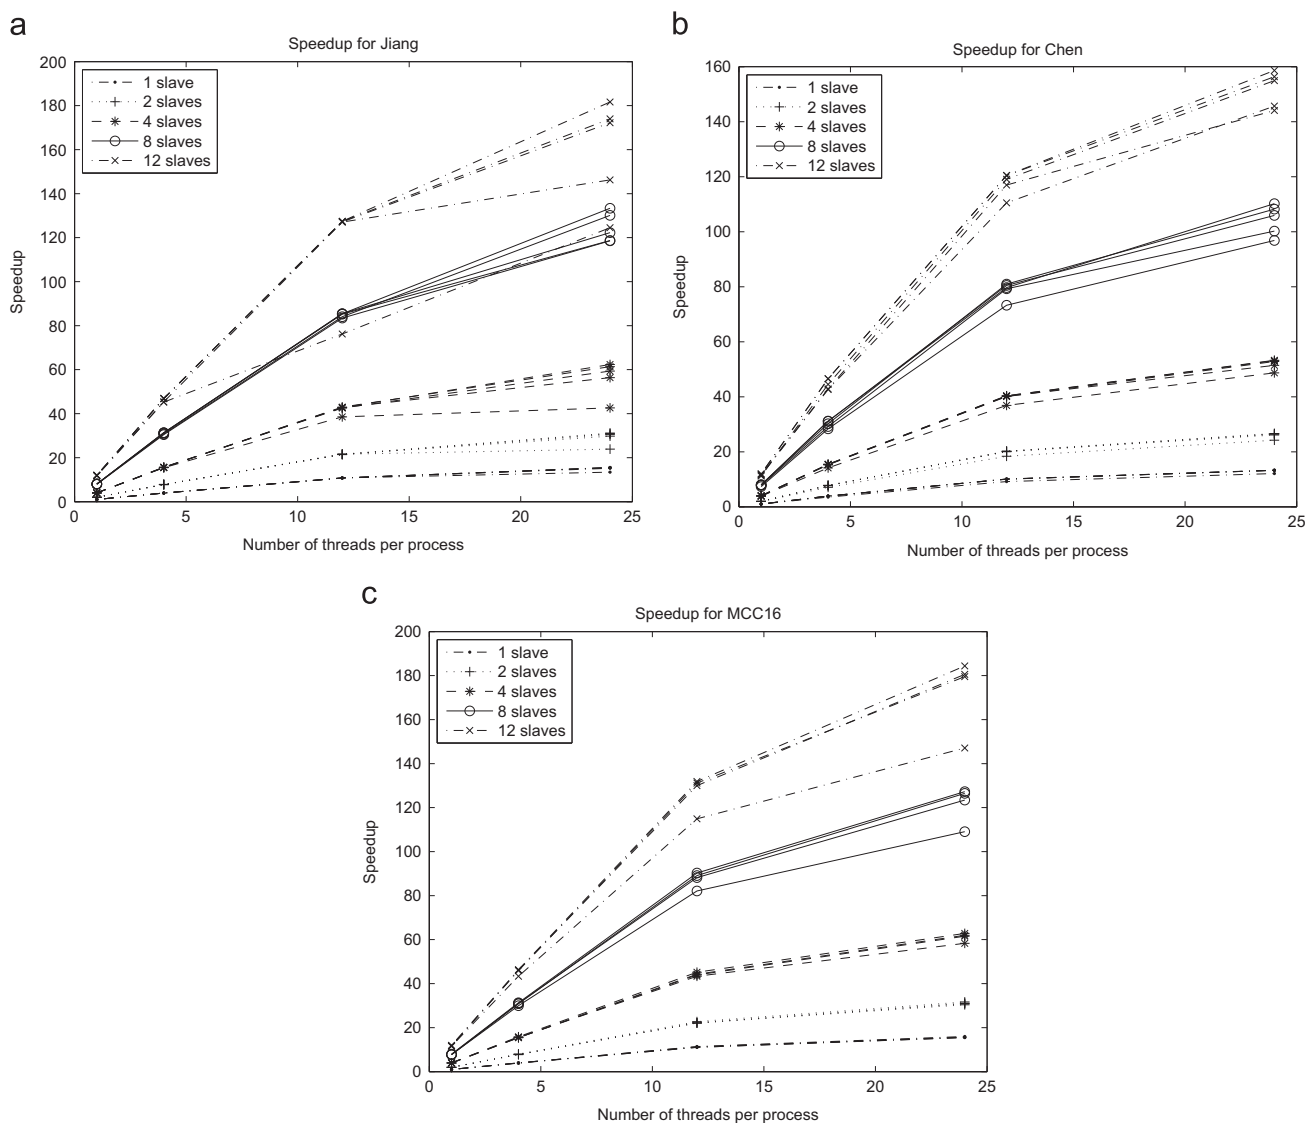 a
Speedup for Jiang
200
180
160
140
120
100
80
60
40
20
0
0
5
10
15
20
25
Speedup
Number of threads per process
1 slave
2 slaves
4 slaves
8 slaves
12 slaves
b
Speedup for Chen
160
140
120
100
80
60
40
20
0
0
5
10
15
20
25
Speedup
Number of threads per process
1 slave
2 slaves
4 slaves
8 slaves
12 slaves
c
Speedup for MCC16
200
180
160
140
120
100
80
60
40
20
0
0
5
10
15
20
25
Speedup
Number of threads per process
1 slave
2 slaves
4 slaves
8 slaves
12 slaves